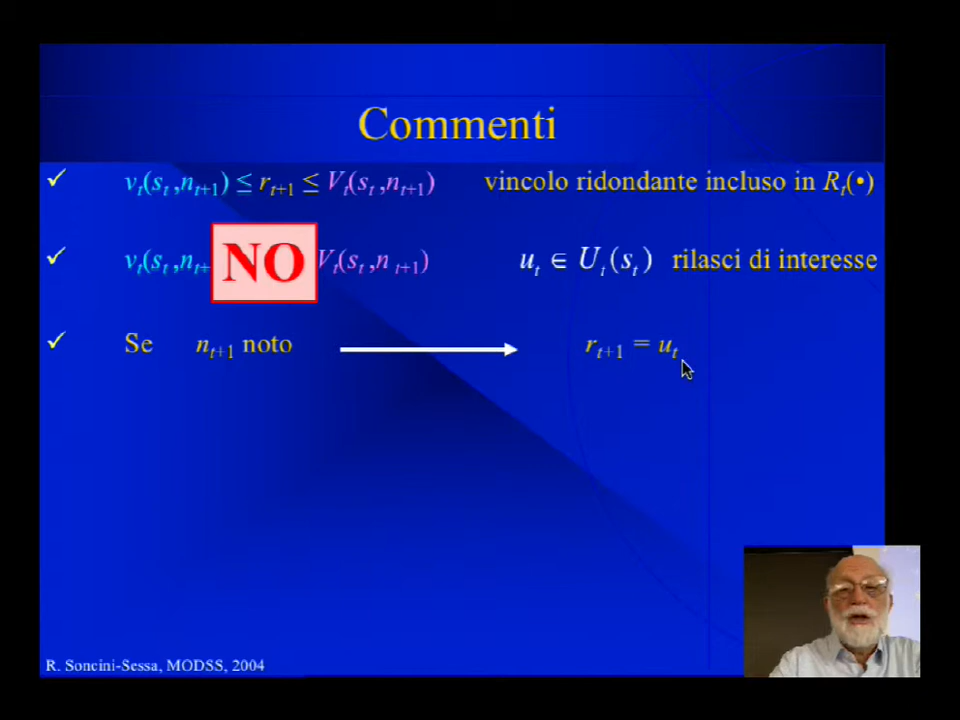 Commenti
✓ vₜ(sₜ,nₜ₊₁) ≤ rₜ₊₁ ≤ Vₜ(sₜ,nₜ₊₁) vincolo ridondante incluso in Rₜ(•)
✓ vₜ(sₜ,nₜ₊ NO Vₜ(sₜ,n ₜ₊₁) uₜ ∈ Uₜ(sₜ) rilasci di interesse
✓ Se nₜ₊₁ noto ⟶ rₜ₊₁ = uₜ
R. Soncini-Sessa, MODSS, 2004